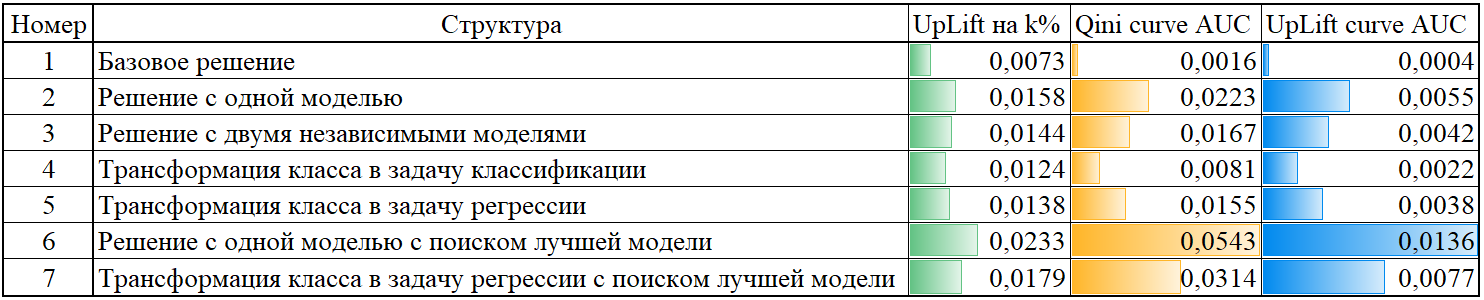 Номер Структура UpLift на k% Qini curve AUC UpLift curve AUC
1 Базовое решение 0,0073 0,0016 0,0004
2 Решение с одной моделью 0,0158 0,0223 0,0055
3 Решение с двумя независимыми моделями 0,0144 0,0167 0,0042
4 Трансформация класса в задачу классификации 0,0124 0,0081 0,0022
5 Трансформация класса в задачу регрессии 0,0138 0,0155 0,0038
6 Решение с одной моделью с поиском лучшей модели 0,0233 0,0543 0,0136
7 Трансформация класса в задачу регрессии с поиском лучшей модели 0,0179 0,0314 0,0077